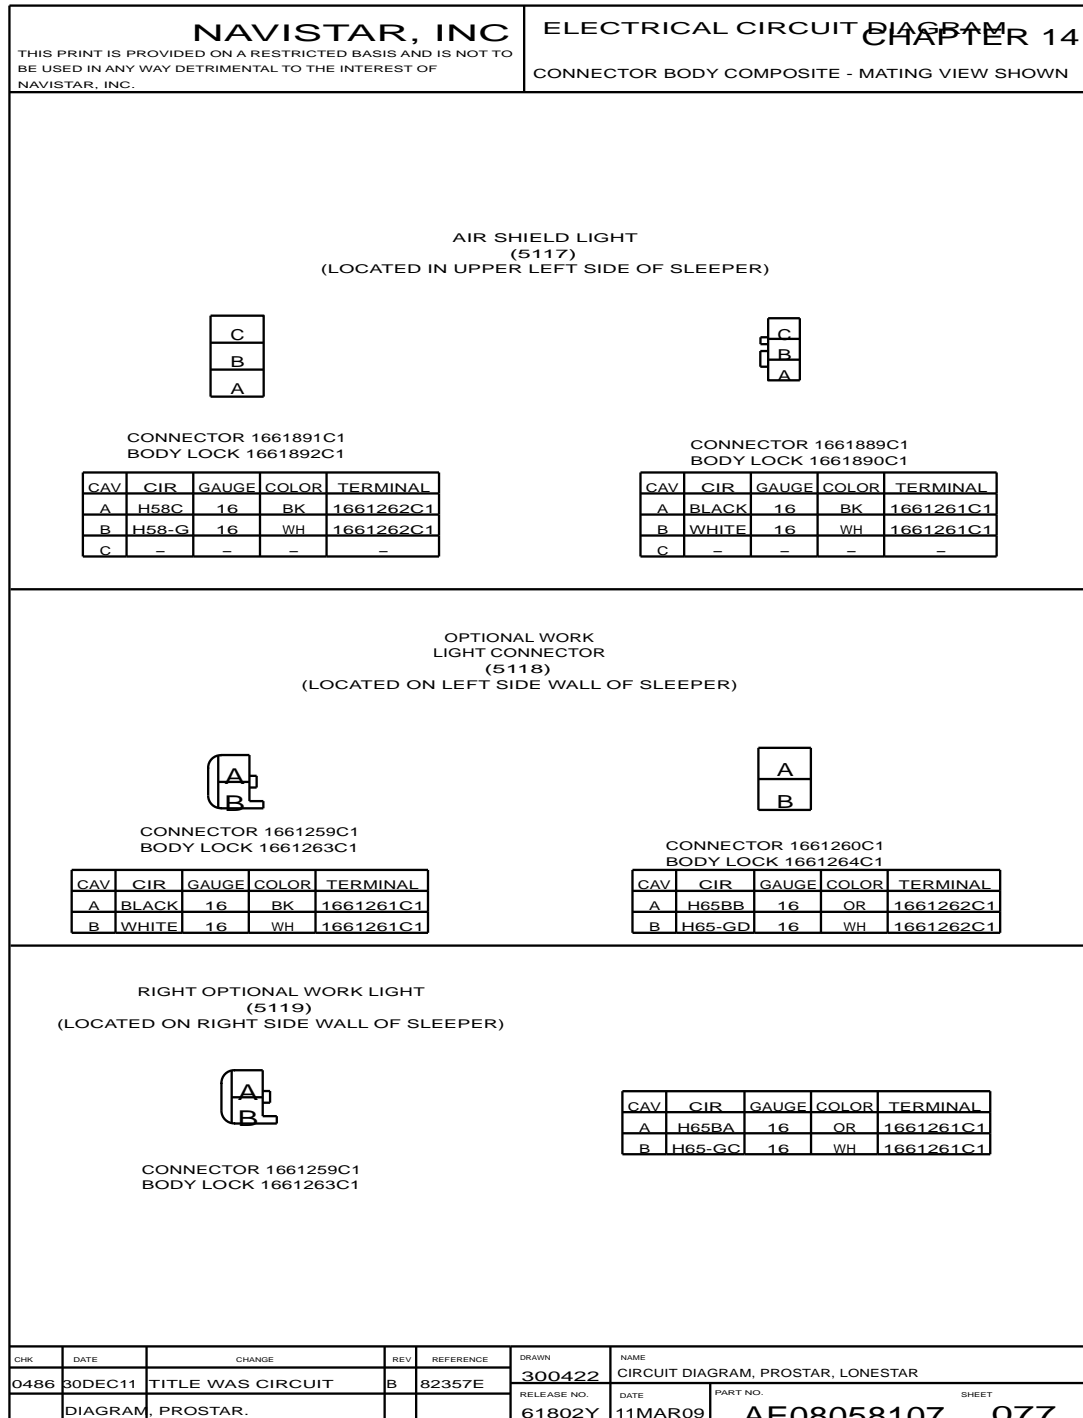 NAVISTAR, INC
THIS PRINT IS PROVIDED ON A RESTRICTED BASIS AND IS NOT TO
BE USED IN ANY WAY DETRIMENTAL TO THE INTEREST OF
NAVISTAR, INC.
ELECTRICAL CIRCUIT DIAGRAM
CHAPTER 14
CONNECTOR BODY COMPOSITE - MATING VIEW SHOWN
AIR SHIELD LIGHT
(5117)
(LOCATED IN UPPER LEFT SIDE OF SLEEPER)
C
B
A
CONNECTOR 1661891C1
BODY LOCK 1661892C1
CAV CIR GAUGE COLOR TERMINAL
A H58C 16 BK 1661262C1
B H58-G 16 WH 1661262C1
C – – – –
C
B
A
CONNECTOR 1661889C1
BODY LOCK 1661890C1
CAV CIR GAUGE COLOR TERMINAL
A BLACK 16 BK 1661261C1
B WHITE 16 WH 1661261C1
C – – – –
OPTIONAL WORK
LIGHT CONNECTOR
(5118)
(LOCATED ON LEFT SIDE WALL OF SLEEPER)
A
B
CONNECTOR 1661259C1
BODY LOCK 1661263C1
CAV CIR GAUGE COLOR TERMINAL
A BLACK 16 BK 1661261C1
B WHITE 16 WH 1661261C1
A
B
CONNECTOR 1661260C1
BODY LOCK 1661264C1
CAV CIR GAUGE COLOR TERMINAL
A H65BB 16 OR 1661262C1
B H65-GD 16 WH 1661262C1
RIGHT OPTIONAL WORK LIGHT
(5119)
(LOCATED ON RIGHT SIDE WALL OF SLEEPER)
A
B
CONNECTOR 1661259C1
BODY LOCK 1661263C1
CAV CIR GAUGE COLOR TERMINAL
A H65BA 16 OR 1661261C1
B H65-GC 16 WH 1661261C1
CHK DATE CHANGE REV REFERENCE
0486 30DEC11 TITLE WAS CIRCUIT B 82357E
DIAGRAM, PROSTAR.
DRAWN
300422
NAME
CIRCUIT DIAGRAM, PROSTAR, LONESTAR
RELEASE NO.
61802Y
DATE
11MAR09
PART NO.
AE08058107
SHEET
077